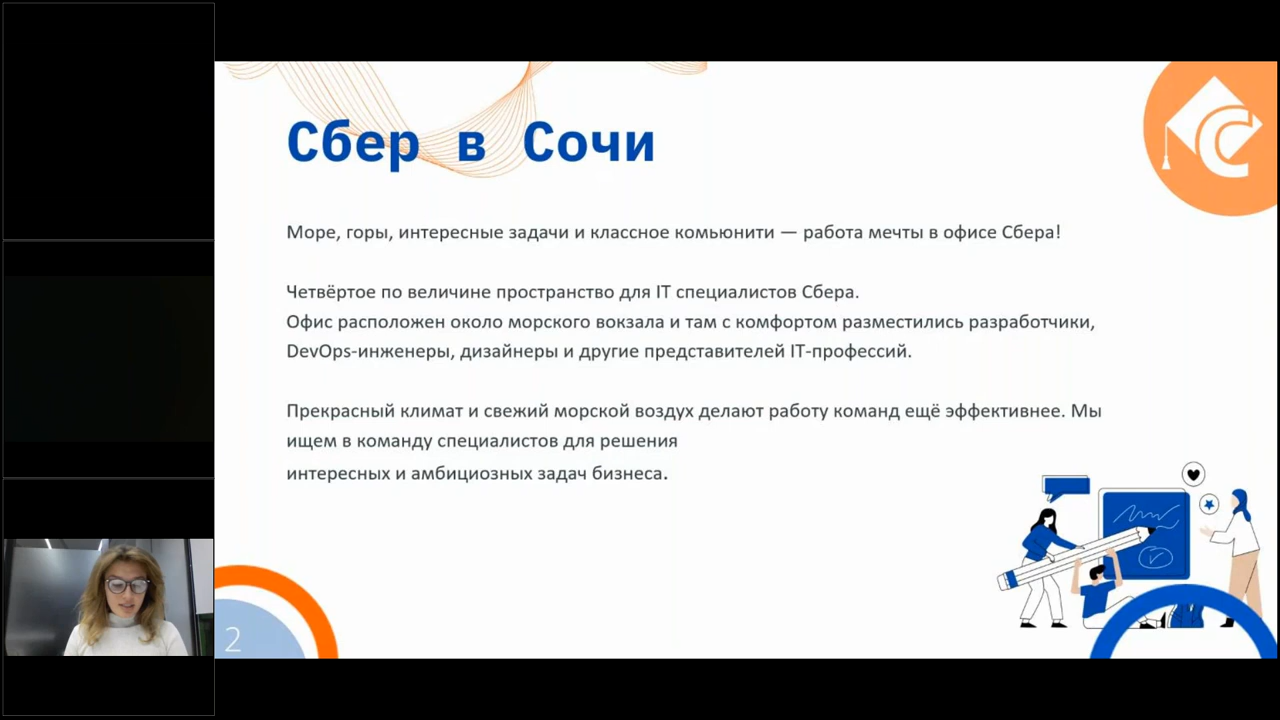 Сбер в Сочи
Море, горы, интересные задачи и классное комьюнити — работа мечты в офисе Сбера!
Четвёртое по величине пространство для IT специалистов Сбера.
Офис расположен около морского вокзала и там с комфортом разместились разработчики,
DevOps-инженеры, дизайнеры и другие представителей IT-профессий.
Прекрасный климат и свежий морской воздух делают работу команд ещё эффективнее. Мы
ищем в команду специалистов для решения
интересных и амбициозных задач бизнеса.
2